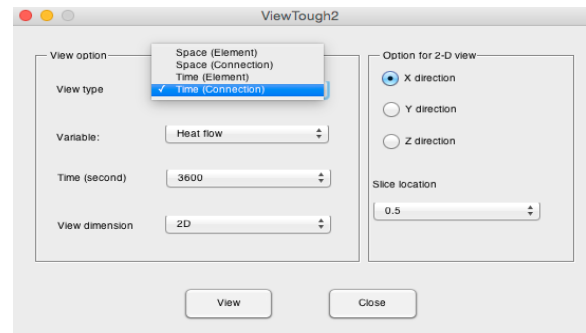 ViewTough2
View option
View type
Space (Element)
Space (Connection)
Time (Element)
✓ Time (Connection)
Variable:
Heat flow
Time (second)
3600
View dimension
2D
Option for 2-D view
X direction
Y direction
Z direction
Slice location
0.5
View
Close